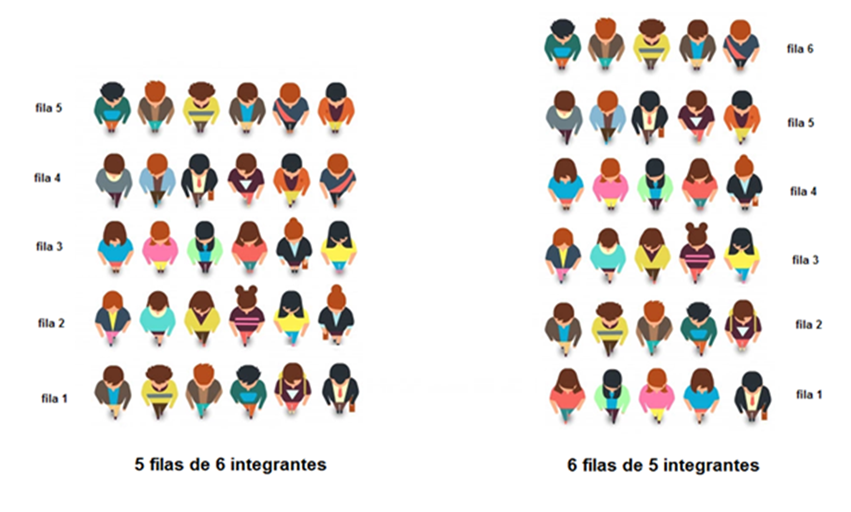 fila 5
fila 4
fila 3
fila 2
fila 1
5 filas de 6 integrantes
fila 6
fila 5
fila 4
fila 3
fila 2
fila 1
6 filas de 5 integrantes